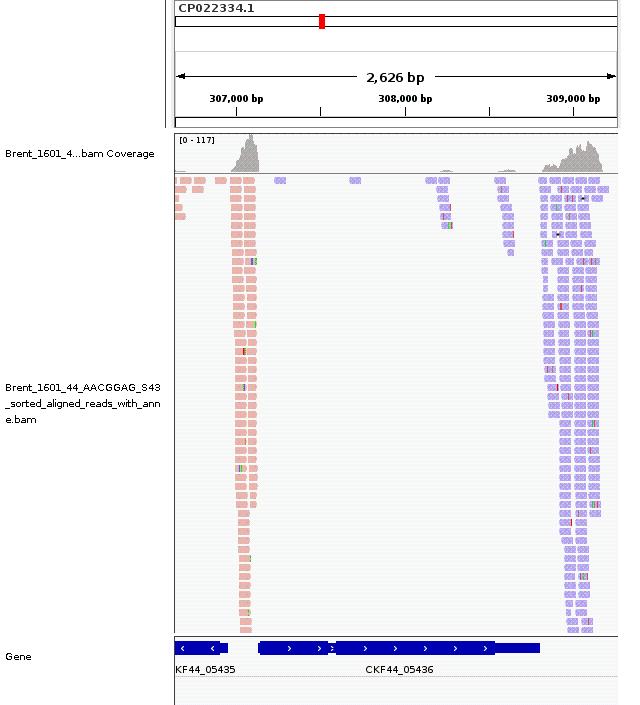 CP022334.1
2,626 bp
307,000 bp
308,000 bp
309,000 bp
[0 - 117]
Brent_1601_4...bam Coverage
Brent_1601_44_AACGGAG_S43
_sorted_aligned_reads_with_ann
e.bam
Gene
KF44_05435
CKF44_05436